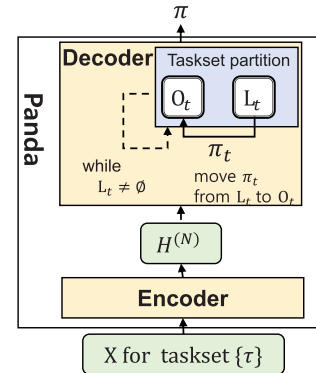 π
Decoder
Taskset partition
O_t
L_t
π_t
while
L_t ≠ ∅
move π_t
from L_t to O_t
Panda
H^(N)
Encoder
X for taskset {τ}